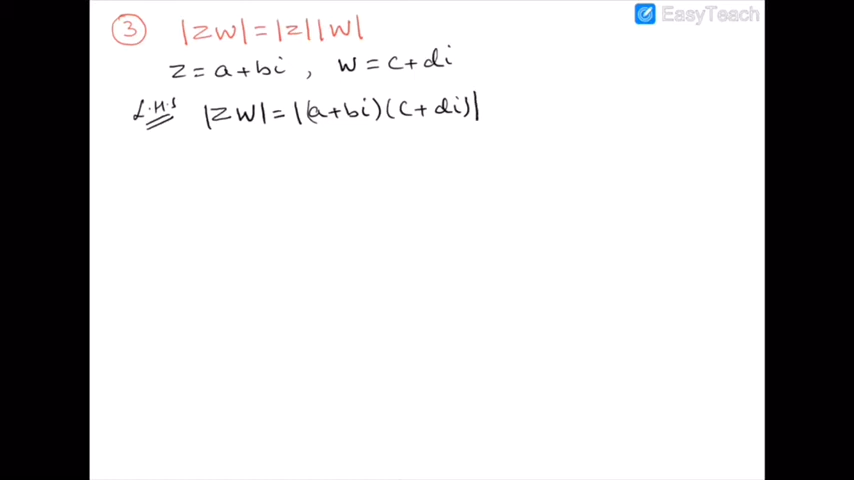 EasyTeach
③ |zw| = |z| |w|
z = a + bi , w = c + di
L.H.S |zw| = |(a+bi)(c+di)|